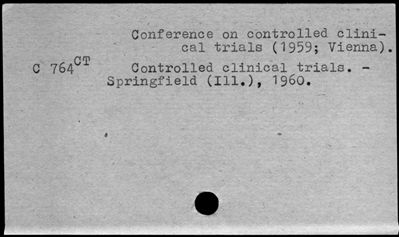 Conference on controlled clini-
cal trials (1959; Vienna).
C 764CT Controlled clinical trials. -
Springfield (Ill.), 1960.